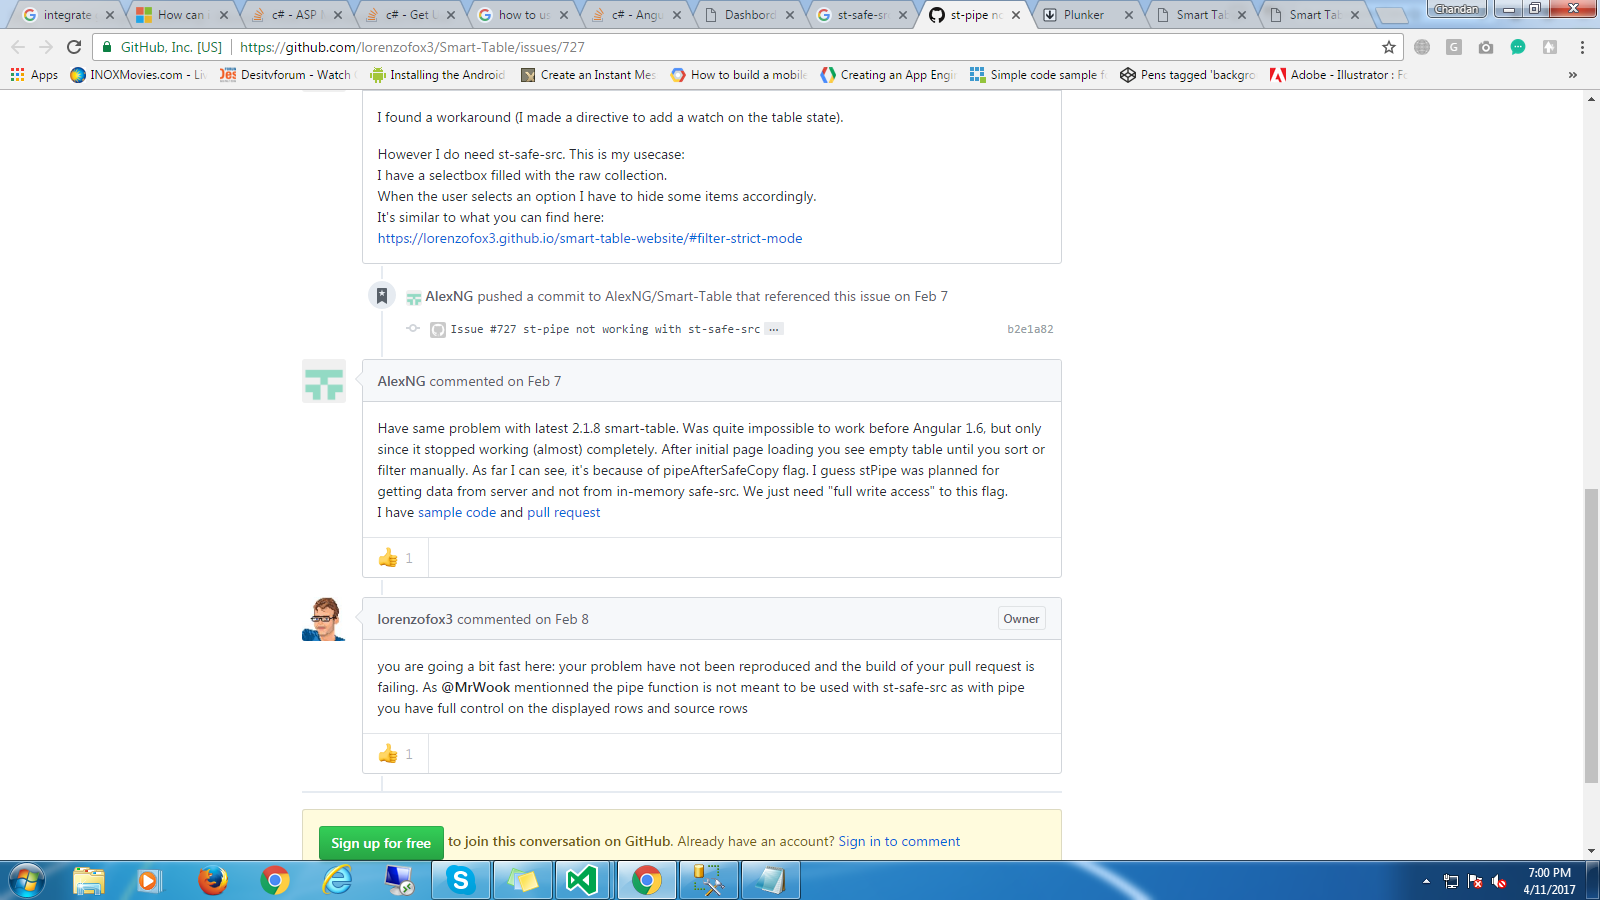 integrate
How can
c# - ASP
c# - Get U
how to us
c# - Angu
Dashbord
st-safe-sr
st-pipe no
Plunker
Smart Tab
Smart Tab
Chandan
GitHub, Inc. [US]
https://github.com/lorenzofox3/Smart-Table/issues/727
Apps
INOXMovies.com - Li
Desitvforum - Watch
Installing the Android
Create an Instant Mes
How to build a mobile
Creating an App Engi
Simple code sample f
Pens tagged 'backgro
Adobe - Illustrator : Fo
»
I found a workaround (I made a directive to add a watch on the table state).
However I do need st-safe-src. This is my usecase:
I have a selectbox filled with the raw collection.
When the user selects an option I have to hide some items accordingly.
It's similar to what you can find here:
https://lorenzofox3.github.io/smart-table-website/#filter-strict-mode
AlexNG pushed a commit to AlexNG/Smart-Table that referenced this issue on Feb 7
Issue #727 st-pipe not working with st-safe-src …
b2e1a82
AlexNG commented on Feb 7
Have same problem with latest 2.1.8 smart-table. Was quite impossible to work before Angular 1.6, but only
since it stopped working (almost) completely. After initial page loading you see empty table until you sort or
filter manually. As far I can see, it's because of pipeAfterSafeCopy flag. I guess stPipe was planned for
getting data from server and not from in-memory safe-src. We just need "full write access" to this flag.
I have sample code and pull request
1
lorenzofox3 commented on Feb 8
Owner
you are going a bit fast here: your problem have not been reproduced and the build of your pull request is
failing. As @MrWook mentionned the pipe function is not meant to be used with st-safe-src as with pipe
you have full control on the displayed rows and source rows
1
Sign up for free to join this conversation on GitHub. Already have an account? Sign in to comment
7:00 PM
4/11/2017